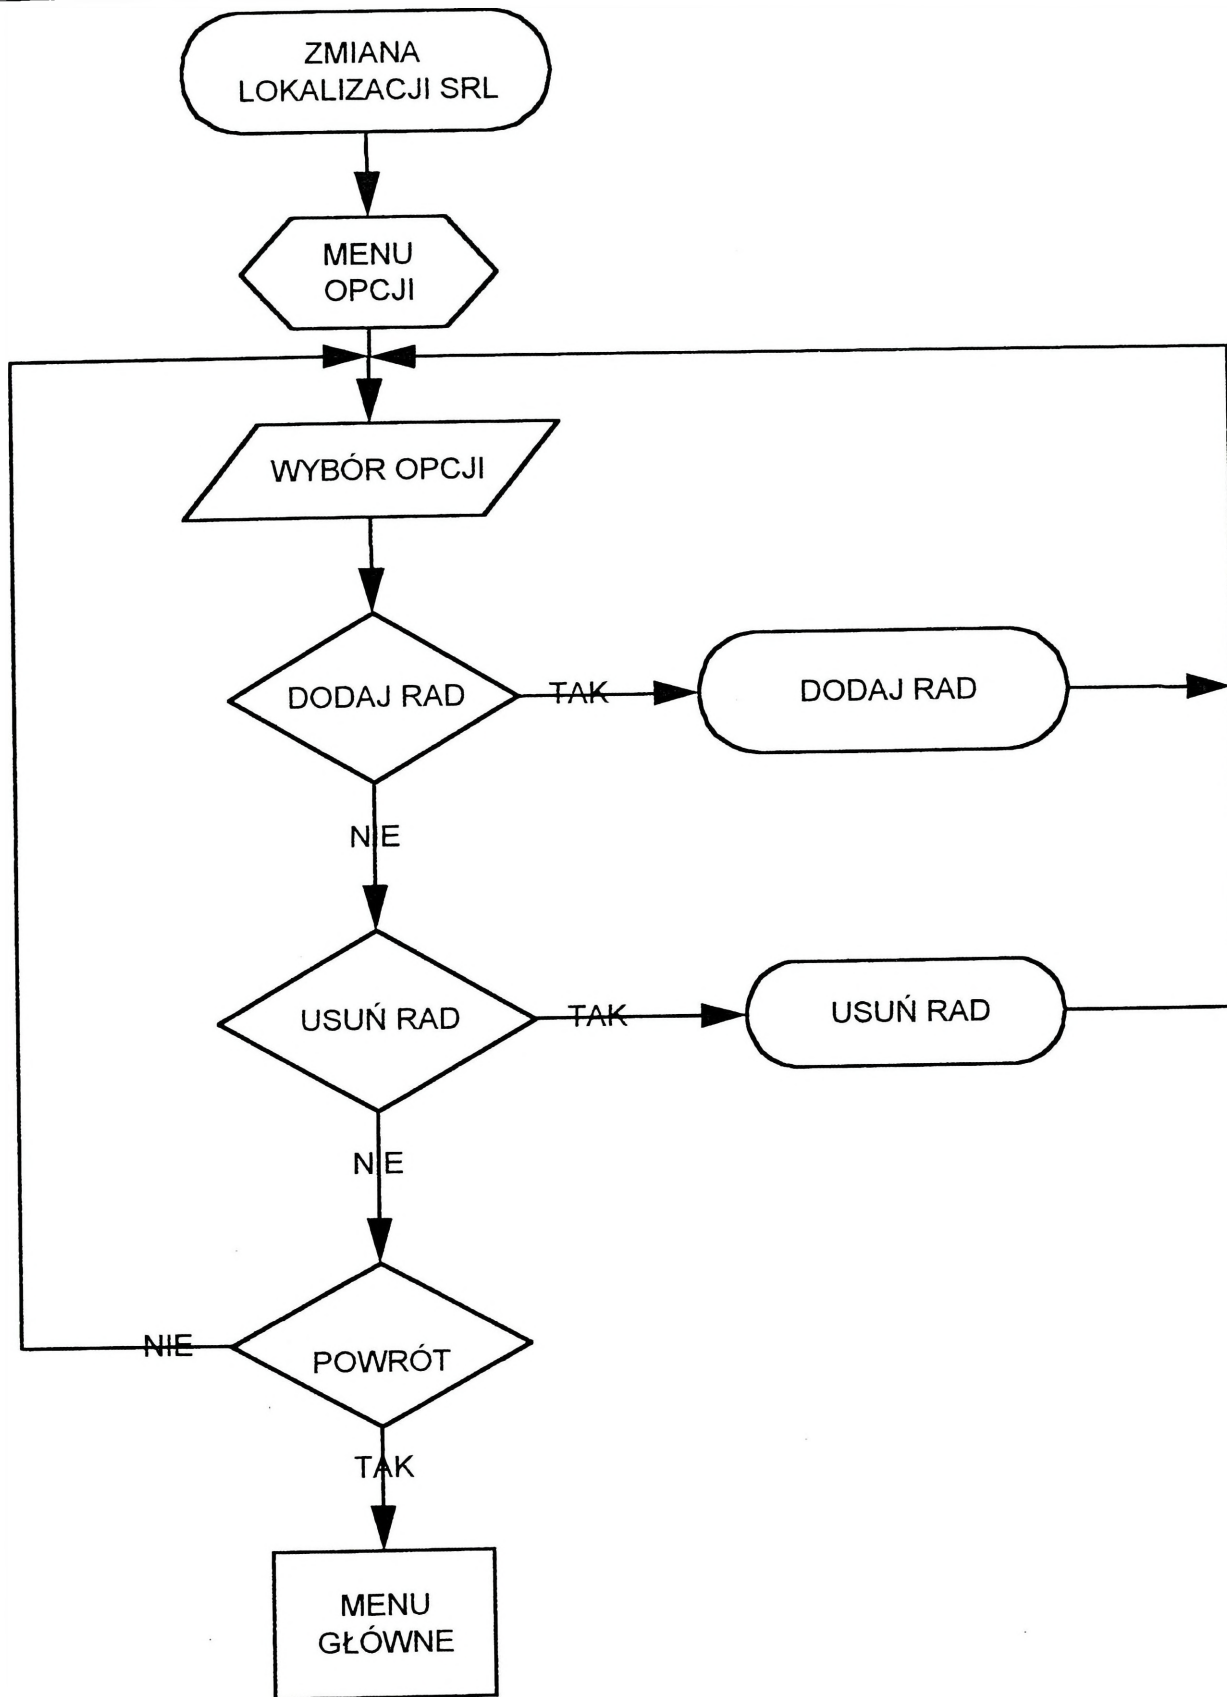 ZMIANA
LOKALIZACJI SRL
MENU
OPCJI
WYBÓR OPCJI
DODAJ RAD
TAK
DODAJ RAD
NIE
USUŃ RAD
TAK
USUŃ RAD
NIE
NIE
POWRÓT
TAK
MENU
GŁÓWNE